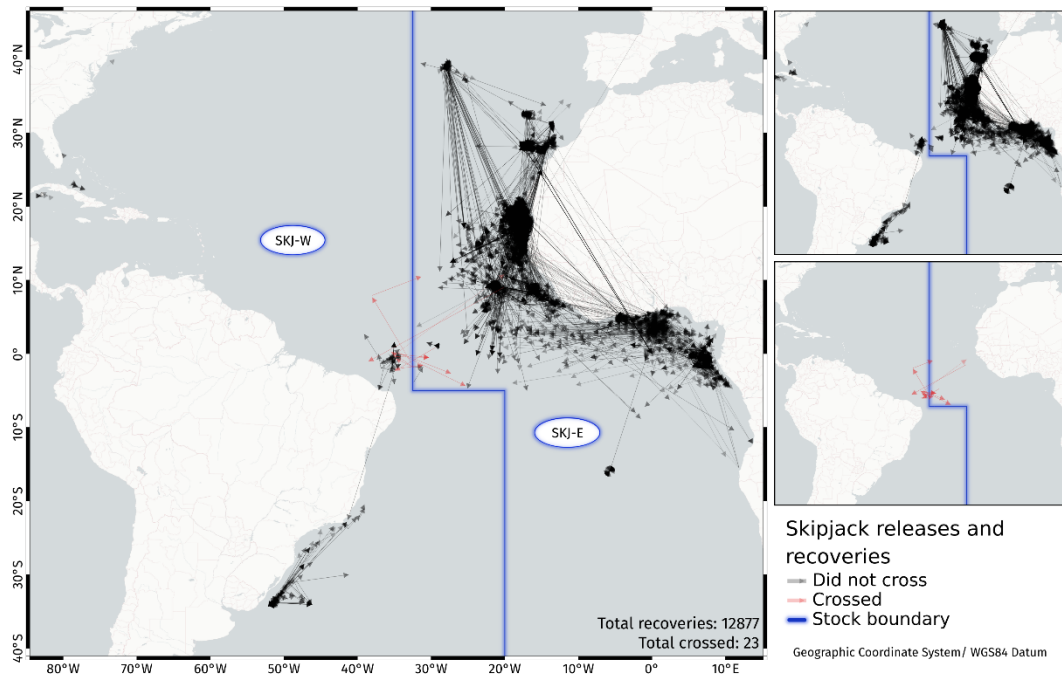 40°N
30°N
20°N
10°N
0°
10°S
20°S
30°S
40°S
SKJ-W
SKJ-E
Total recoveries: 12877
Total crossed: 23
80°W
70°W
60°W
50°W
40°W
30°W
20°W
10°W
0°
10°E
Skipjack releases and
recoveries
Did not cross
Crossed
Stock boundary
Geographic Coordinate System/ WGS84 Datum